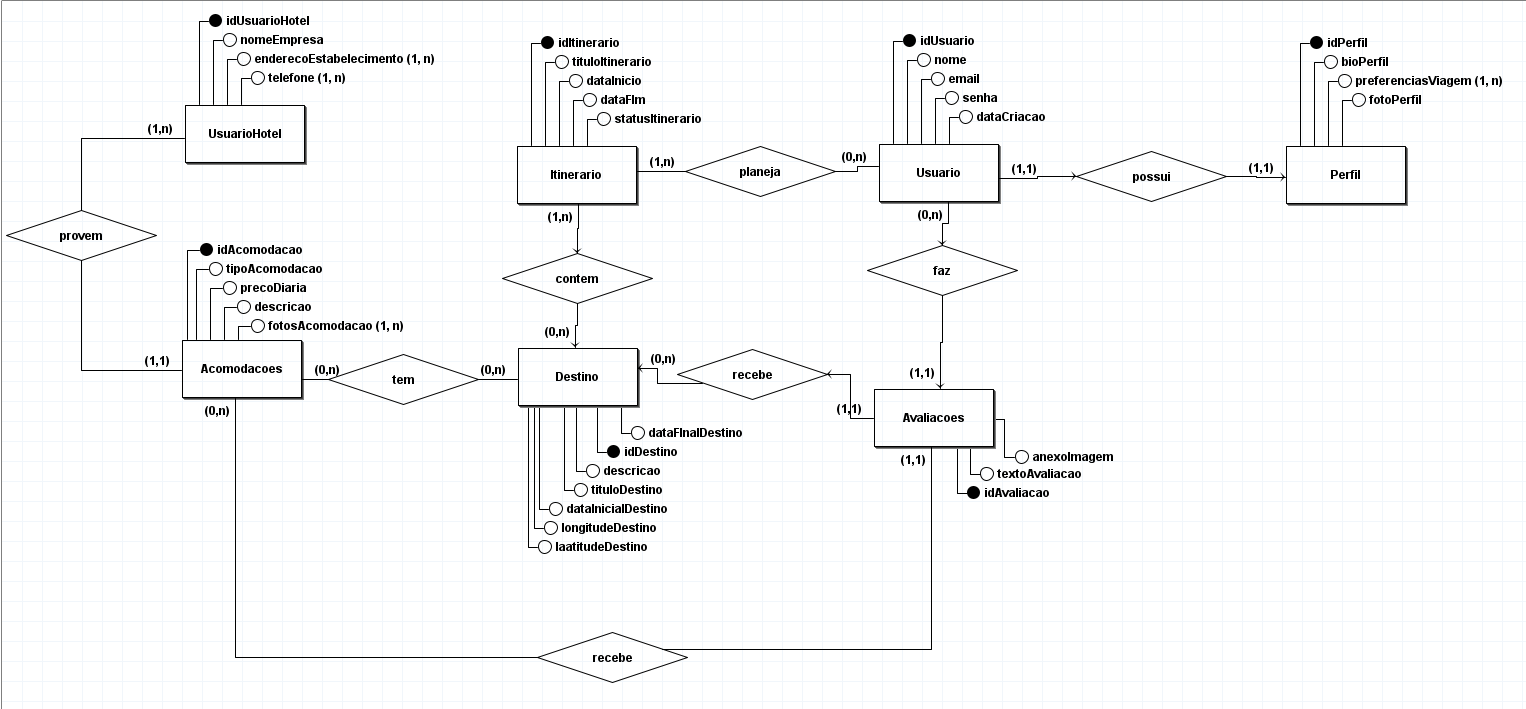 idUsuarioHotel
nomeEmpresa
enderecoEstabelecimento (1, n)
telefone (1, n)
UsuarioHotel
(1,n)
provem
(1,1)
idAcomodacao
tipoAcomodacao
precoDiaria
descricao
fotosAcomodacao (1, n)
Acomodacoes
(0,n)
tem
(0,n)
(0,n)
idItinerario
tituloItinerario
dataInicio
dataFIm
statusItinerario
Itinerario
(1,n)
planeja
(0,n)
(1,n)
contem
(0,n)
Destino
dataFInalDestino
idDestino
descricao
tituloDestino
dataInicialDestino
longitudeDestino
laatitudeDestino
(0,n)
recebe
(1,1)
idUsuario
nome
email
senha
dataCriacao
Usuario
(1,1)
possui
(1,1)
(0,n)
faz
(1,1)
Avaliacoes
anexoImagem
textoAvaliacao
idAvaliacao
(1,1)
recebe
idPerfil
bioPerfil
preferenciasViagem (1, n)
fotoPerfil
Perfil